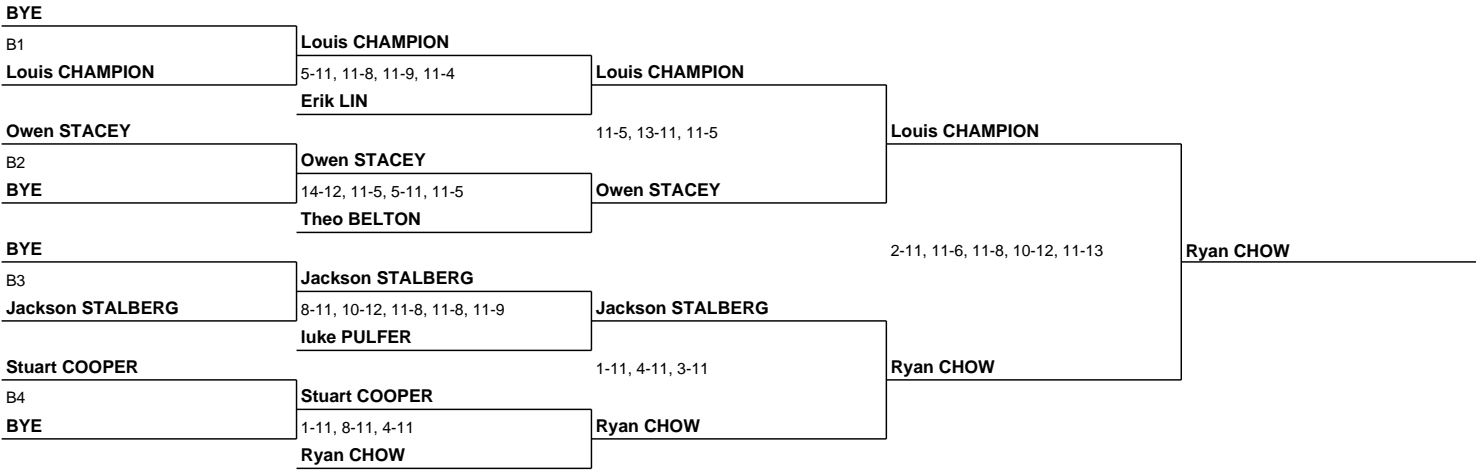 BYE
B1
Louis CHAMPION
Louis CHAMPION
5-11, 11-8, 11-9, 11-4
Louis CHAMPION
Erik LIN
Owen STACEY
11-5, 13-11, 11-5
Louis CHAMPION
B2
Owen STACEY
BYE
14-12, 11-5, 5-11, 11-5
Owen STACEY
Theo BELTON
BYE
2-11, 11-6, 11-8, 10-12, 11-13
Ryan CHOW
B3
Jackson STALBERG
Jackson STALBERG
8-11, 10-12, 11-8, 11-8, 11-9
Jackson STALBERG
luke PULFER
Stuart COOPER
1-11, 4-11, 3-11
Ryan CHOW
B4
Stuart COOPER
BYE
1-11, 8-11, 4-11
Ryan CHOW
Ryan CHOW